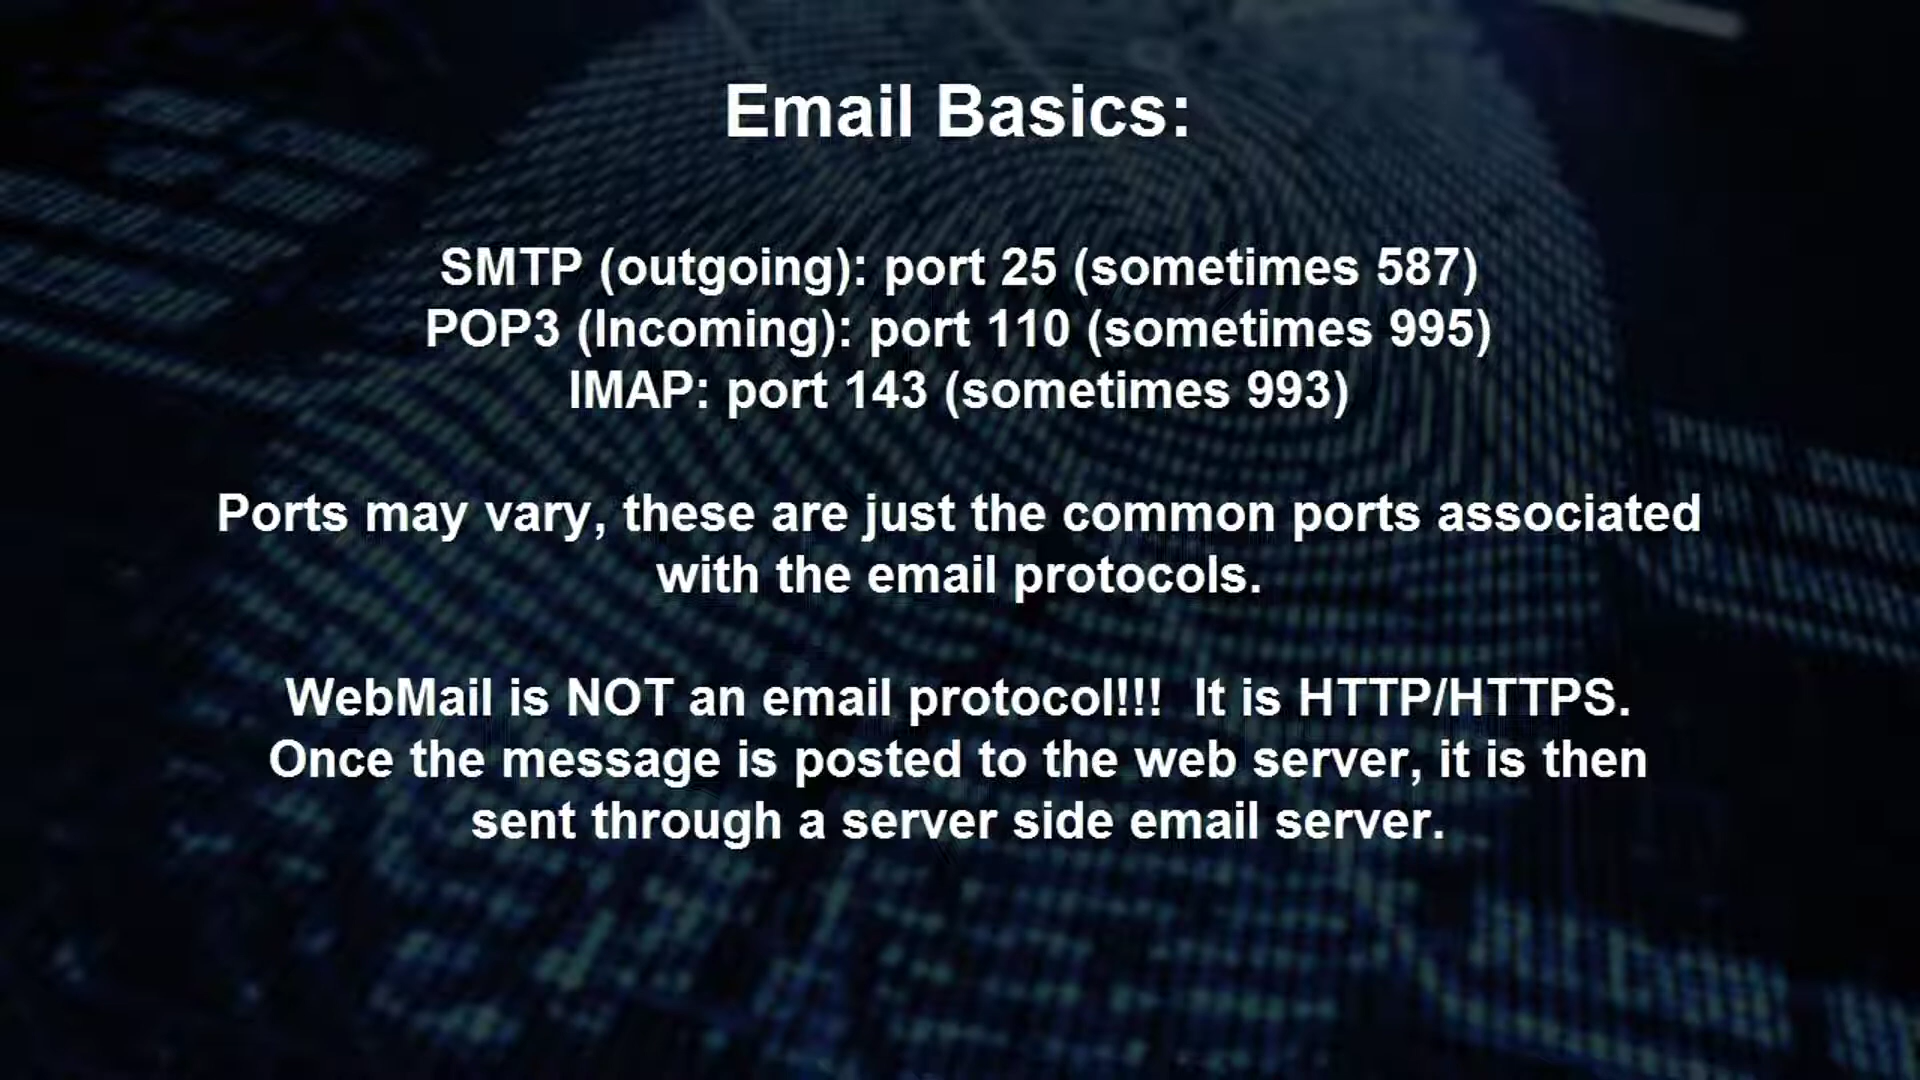 Email Basics:
SMTP (outgoing): port 25 (sometimes 587)
POP3 (Incoming): port 110 (sometimes 995)
IMAP: port 143 (sometimes 993)
Ports may vary, these are just the common ports associated
with the email protocols.
WebMail is NOT an email protocol!!!  It is HTTP/HTTPS.
Once the message is posted to the web server, it is then
sent through a server side email server.